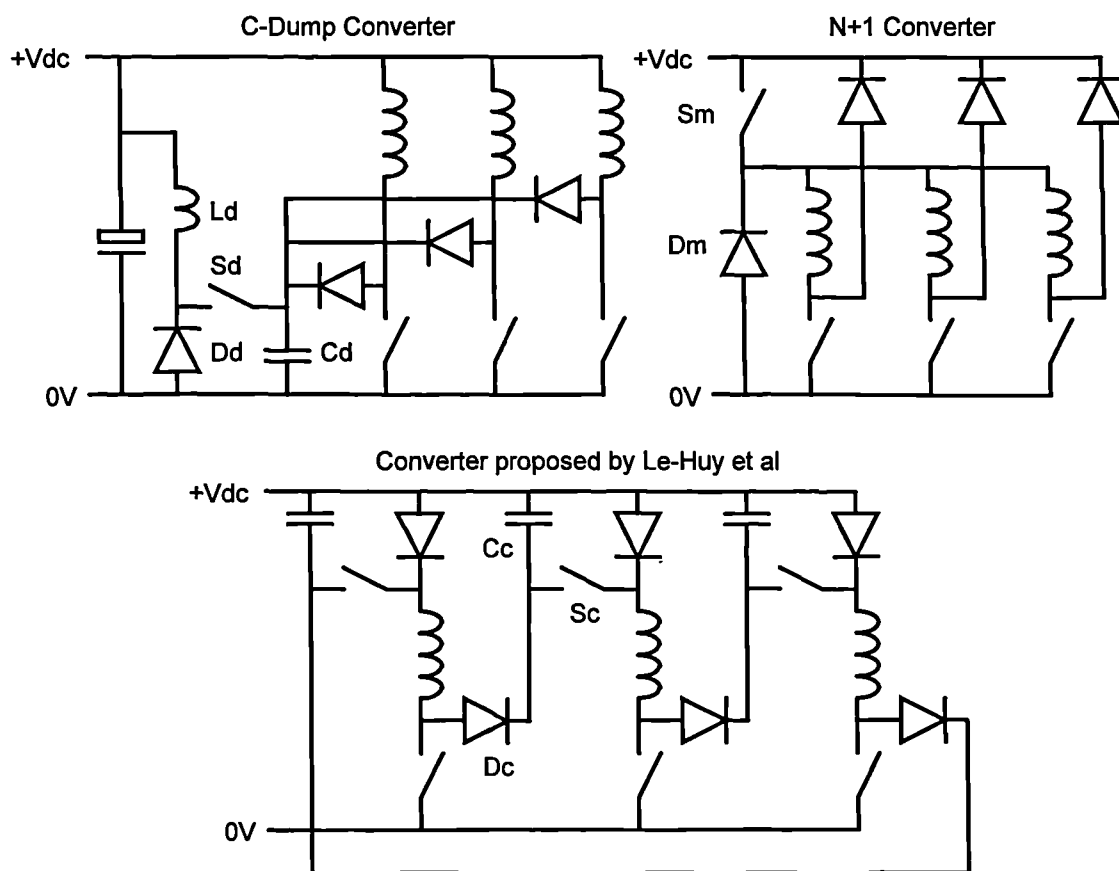 C-Dump Converter
+Vdc
Ld
Sd
Dd
Cd
0V
N+1 Converter
+Vdc
Sm
Dm
0V
Converter proposed by Le-Huy et al
+Vdc
Cc
Sc
Dc
0V